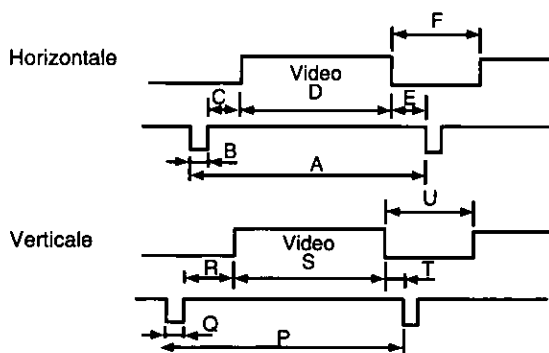 F
Horizontale
Video
C D E
B A
U
Verticale
Video
R S T
Q P